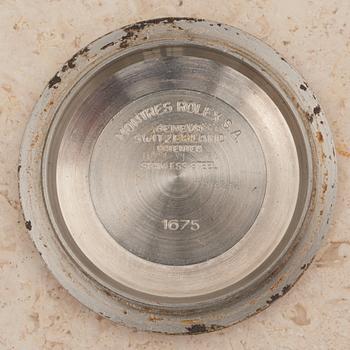 MONTRES ROLEX S.A.
GENEVA
SWITZERLAND
PATENTED
STAINLESS STEEL
1675